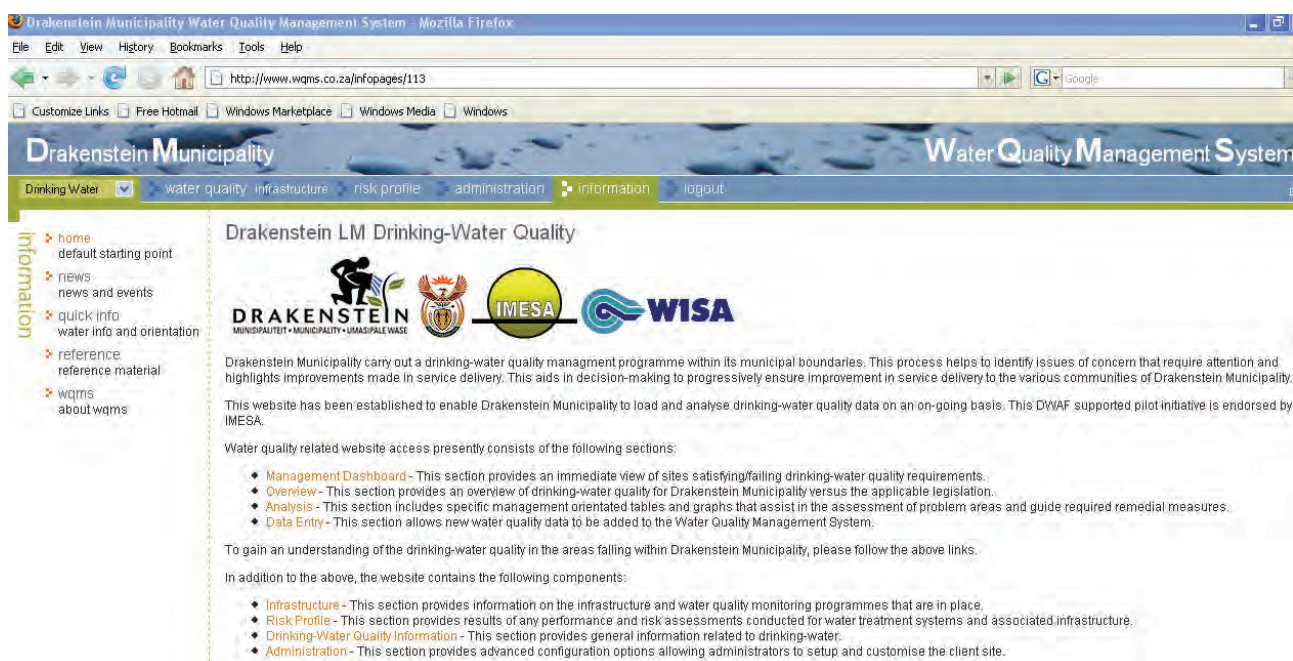 Drakenstein Municipality Water Quality Management System - Mozilla Firefox
File Edit View History Bookmarks Tools Help
http://www.wqms.co.za/infopages/113
G Google
Customize Links Free Hotmail Windows Marketplace Windows Media Windows
Drakenstein Municipality Water Quality Management System
Drinking Water water quality infrastructure risk profile administration information logout
information
home
default starting point
news
news and events
quick info
water info and orientation
reference
reference material
wqms
about wqms
Drakenstein LM Drinking-Water Quality
DRAKENSTEIN
MUNISIPALITEIT • MUNICIPALITY • UMASIPALE WASE
IMESA
WISA
Drakenstein Municipality carry out a drinking-water quality managment programme within its municipal boundaries. This process helps to identify issues of concern that require attention and
highlights improvements made in service delivery. This aids in decision-making to progressively ensure improvement in service delivery to the various communities of Drakenstein Municipality.
This website has been established to enable Drakenstein Municipality to load and analyse drinking-water quality data on an on-going basis. This DWAF supported pilot initiative is endorsed by
IMESA.
Water quality related website access presently consists of the following sections:
Management Dashboard - This section provides an immediate view of sites satisfying/failing drinking-water quality requirements.
Overview - This section provides an overview of drinking-water quality for Drakenstein Municipality versus the applicable legislation.
Analysis - This section includes specific management orientated tables and graphs that assist in the assessment of problem areas and guide required remedial measures.
Data Entry - This section allows new water quality data to be added to the Water Quality Management System.
To gain an understanding of the drinking-water quality in the areas falling within Drakenstein Municipality, please follow the above links.
In addition to the above, the website contains the following components:
Infrastructure - This section provides information on the infrastructure and water quality monitoring programmes that are in place.
Risk Profile - This section provides results of any performance and risk assessments conducted for water treatment systems and associated infrastructure.
Drinking-Water Quality Information - This section provides general information related to drinking-water.
Administration - This section provides advanced configuration options allowing administrators to setup and customise the client site.